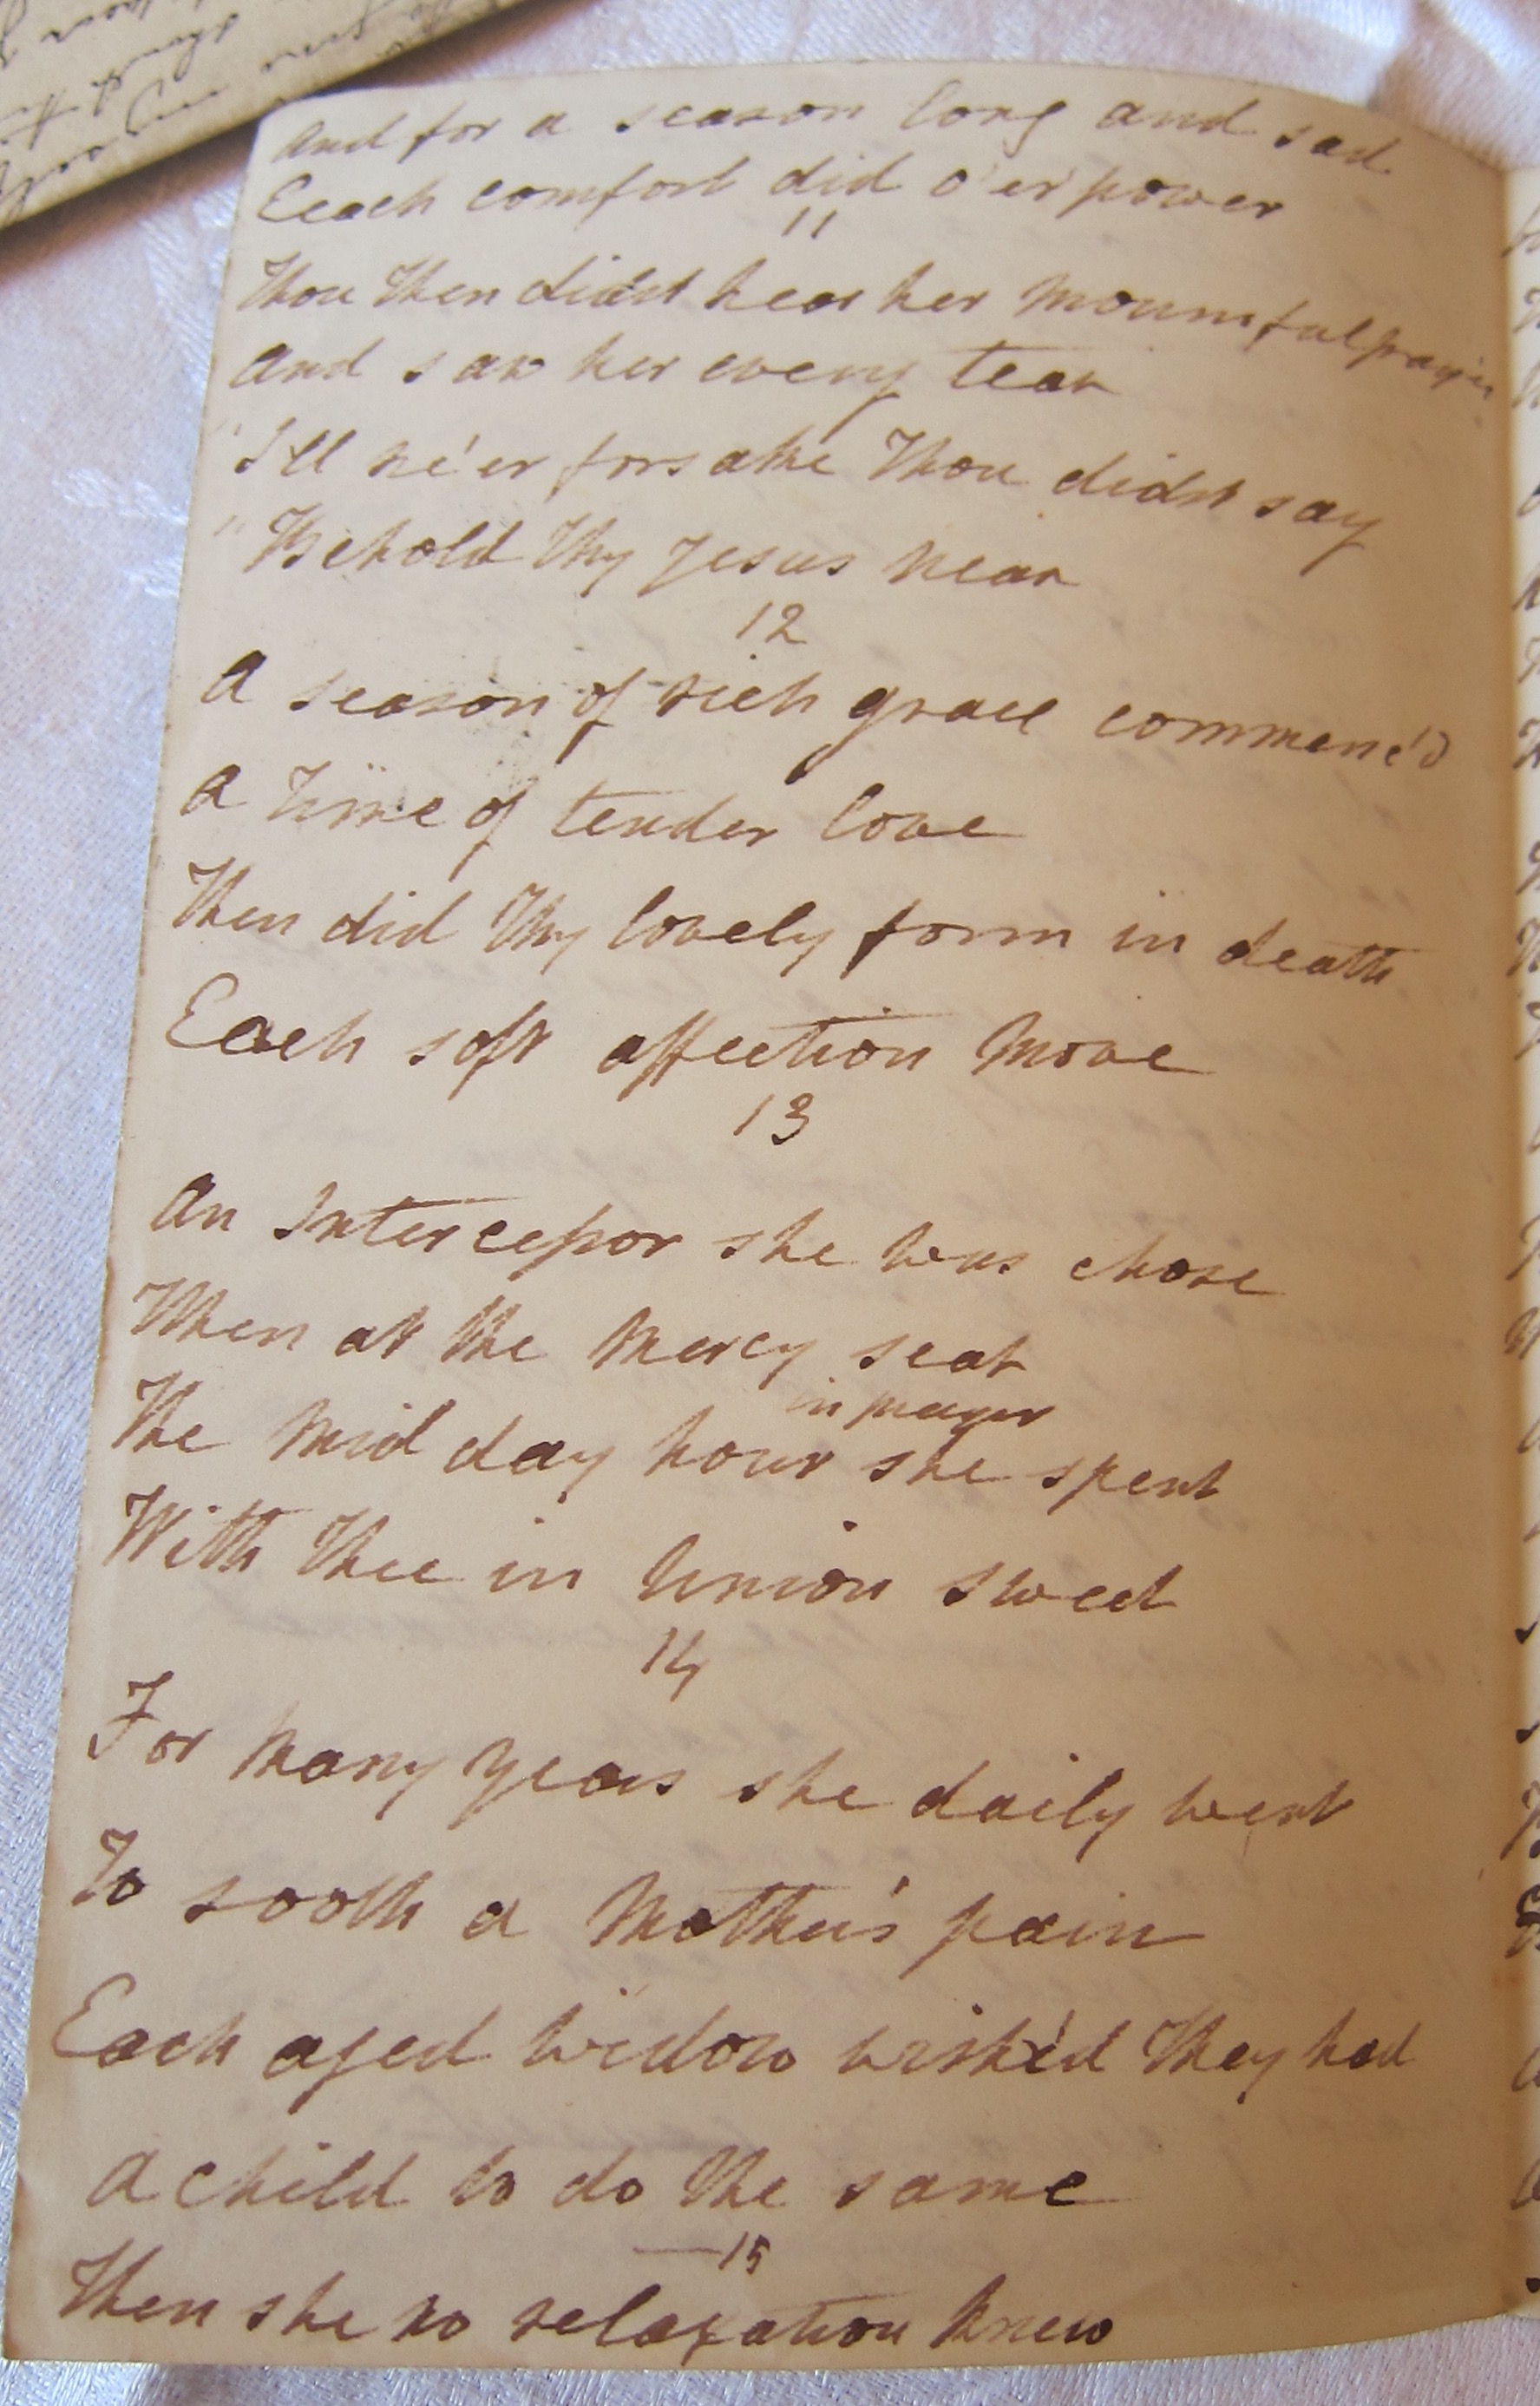 And for a season long and sad
Each comfort did o'er power
11
Thou then didst hear her mournful prayer
And saw her every tear
"I'll ne'er forsake Thou didst say
"Behold Thy Jesus near
12
A season of rich grace commenc'd
A time of tender love
Then did Thy lovely form in death
Each soft affection move
13
An Intercepor she was chose
When at the Mercy seat
in prayer
The Mid day hour she spent
With Thee in Union sweet
14
For Many years she daily went
To sooth a Mother's pain
Each aged widow wish'd they had
A child to do the same
—15
Then she no relaxation knew